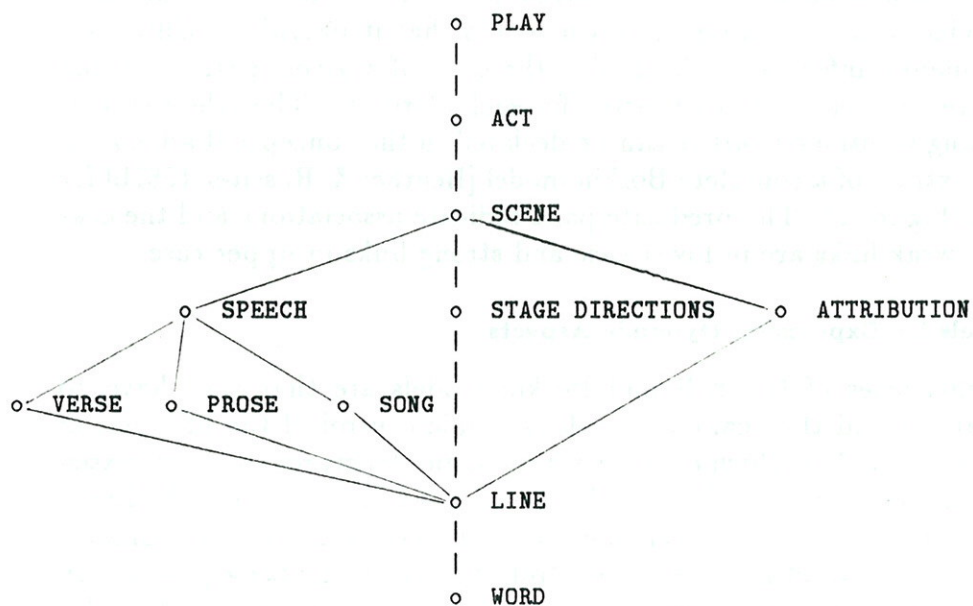 PLAY
ACT
SCENE
SPEECH STAGE DIRECTIONS ATTRIBUTION
VERSE PROSE SONG
LINE
WORD